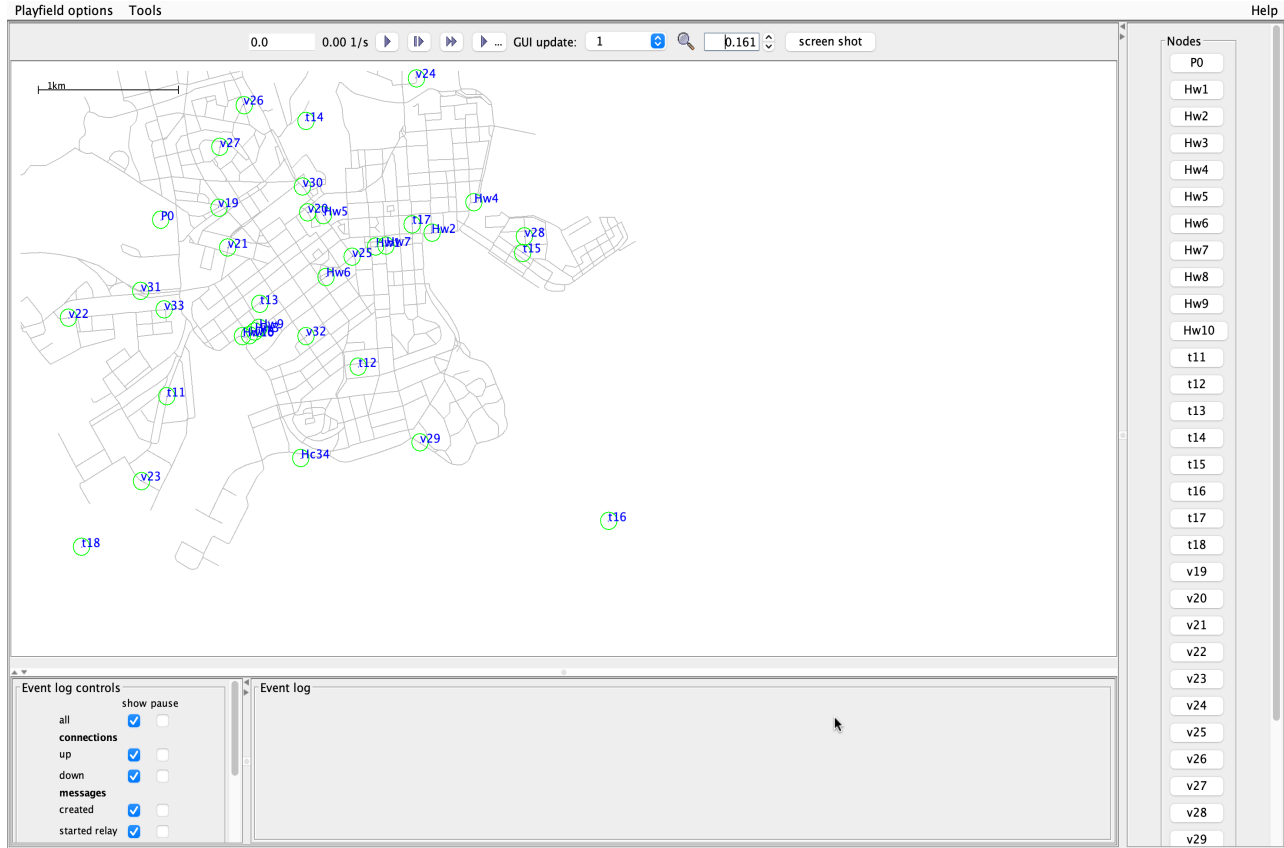 Playfield options Tools Help
0.0 0.00 1/s ... GUI update: 1 0.161 screen shot
1km
v24
v26
t14
v27
v30
v19
v20
Hw5
Hw4
P0
t17
Hw2
v28
v21
Hw7
t15
v25
Hw6
v31
t13
v33
v22
Hw9
v32
t12
t11
v29
Hc34
v23
t16
t18
Nodes
P0
Hw1
Hw2
Hw3
Hw4
Hw5
Hw6
Hw7
Hw8
Hw9
Hw10
t11
t12
t13
t14
t15
t16
t17
t18
v19
v20
v21
v22
v23
v24
v25
v26
v27
v28
v29
Event log controls
show pause
all
connections
up
down
messages
created
started relay
Event log